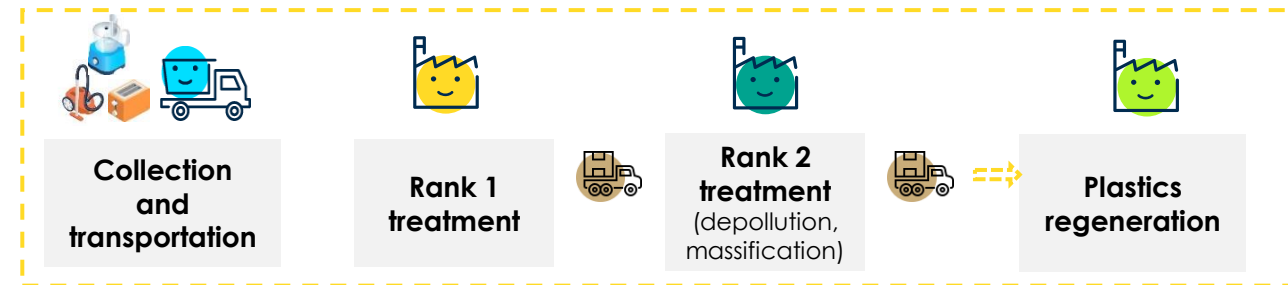 Collection
and
transportation
Rank 1
treatment
Rank 2
treatment
(depollution,
massification)
Plastics
regeneration